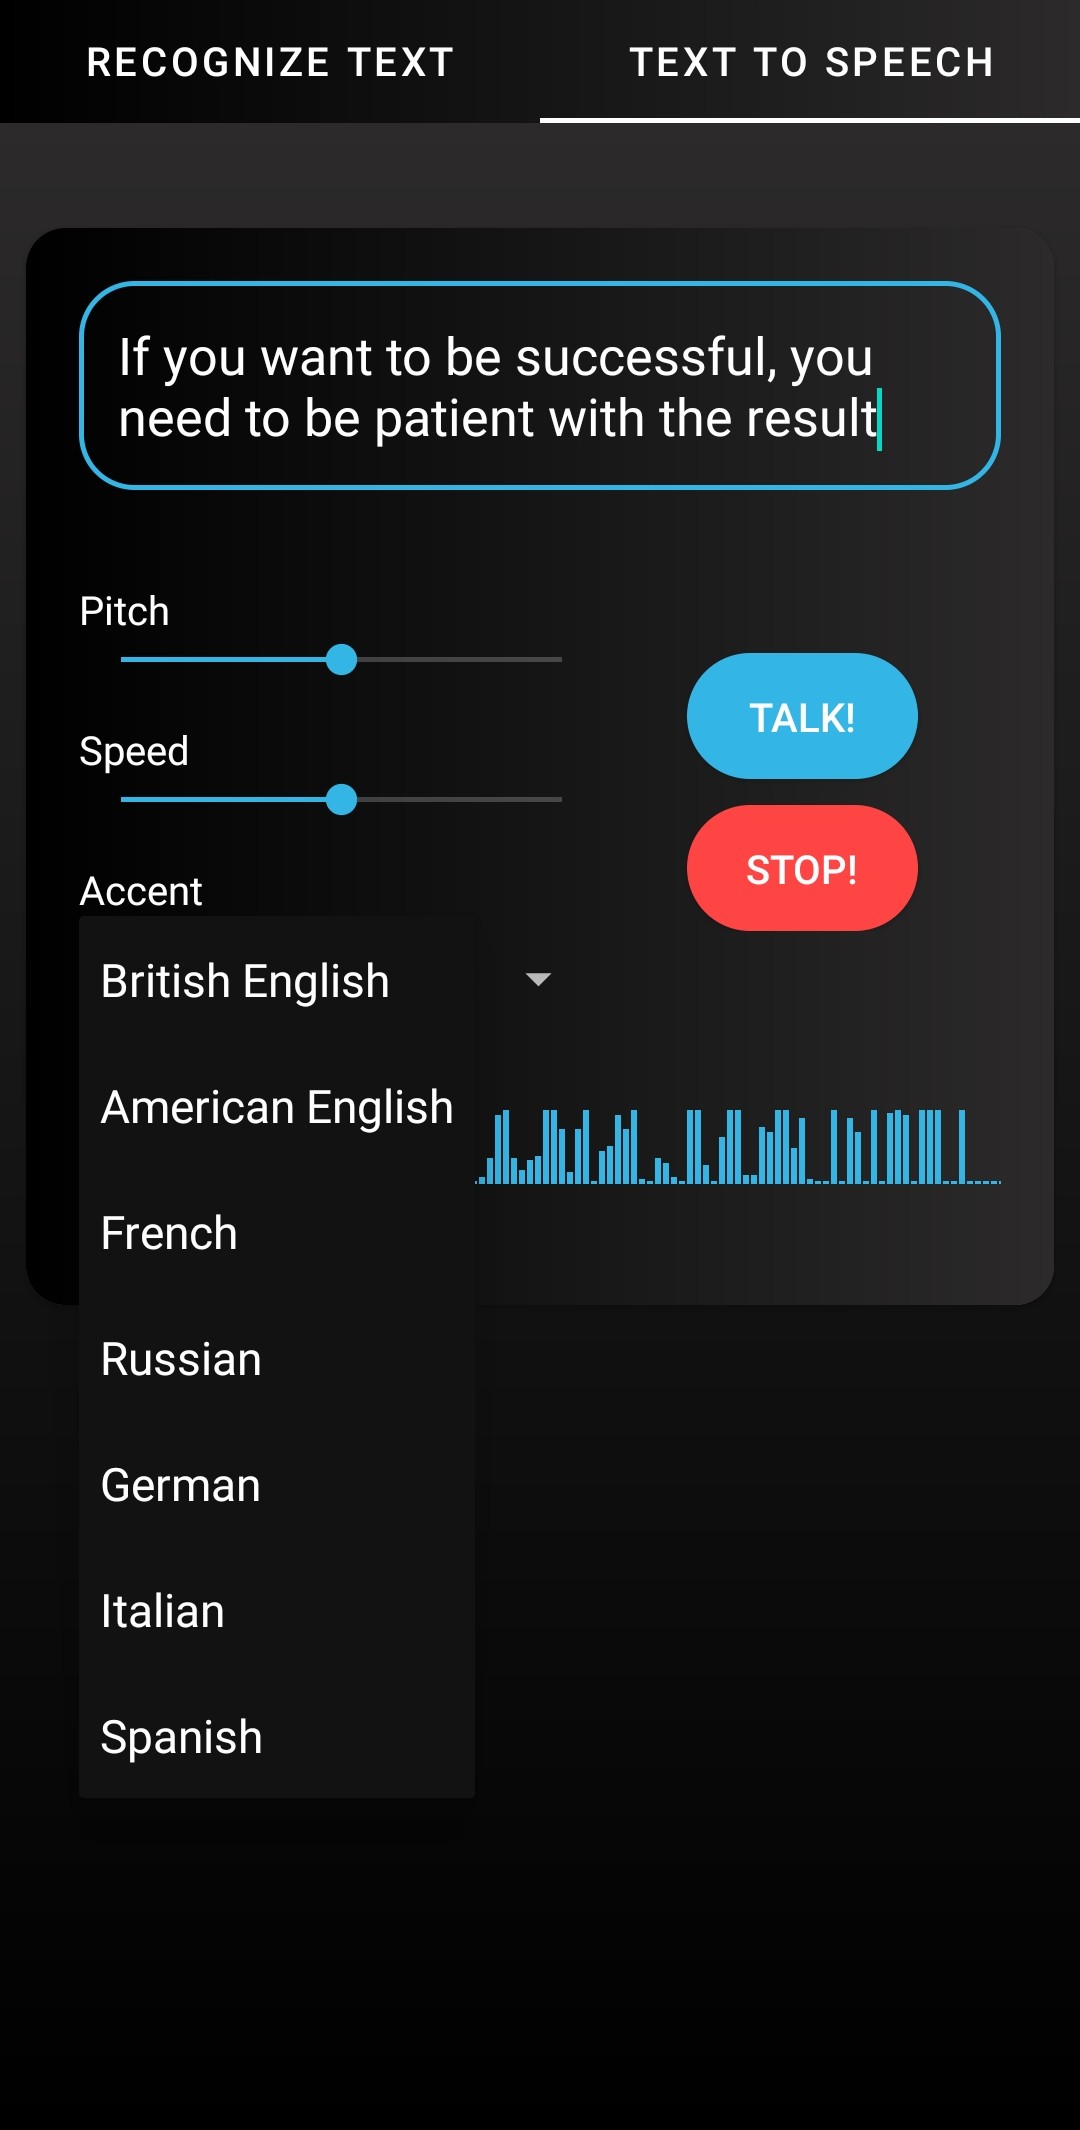 RECOGNIZE TEXT
TEXT TO SPEECH
If you want to be successful, you
need to be patient with the result
Pitch
Speed
TALK!
STOP!
Accent
British English
American English
French
Russian
German
Italian
Spanish